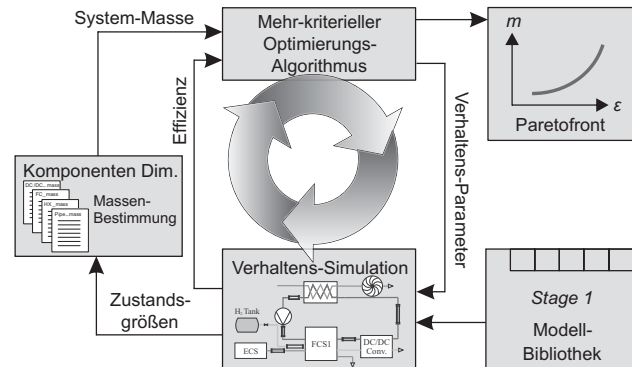 System-Masse
Mehr-kriterieller
Optimierungs-
Algorithmus
m
ε
Paretofront
Effizienz
Verhaltens-Parameter
Komponenten Dim.
DC/DC_mass
FC_mass
HX_mass
Pipe_mass
Massen-
Bestimmung
Verhaltens-Simulation
H₂ Tank
ECS
FCS1
DC/DC
Conv.
Zustands-
größen
Stage 1
Modell-
Bibliothek